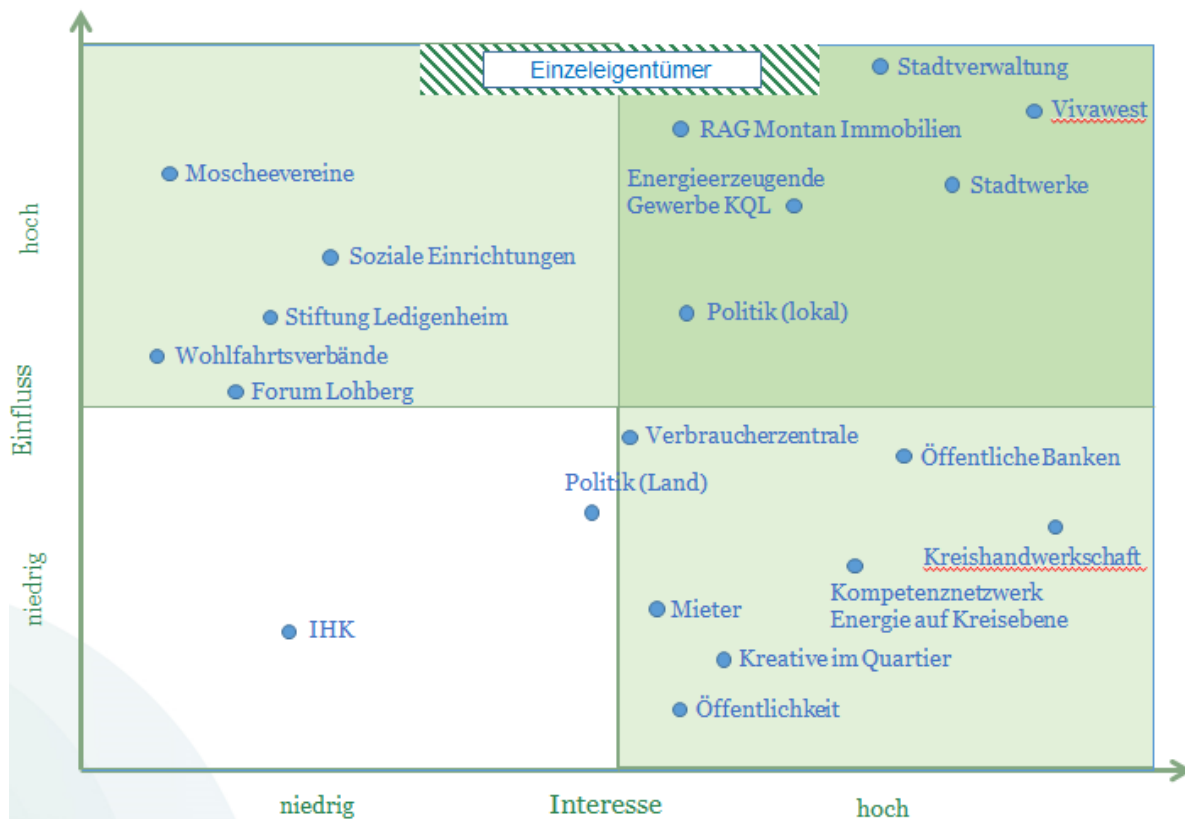 Einzeleigentümer
Stadtverwaltung
Vivawest
RAG Montan Immobilien
Moscheevereine
Energieerzeugende
Gewerbe KQL
Stadtwerke
hoch
Soziale Einrichtungen
Stiftung Ledigenheim
Politik (lokal)
Wohlfahrtsverbände
Forum Lohberg
Einfluss
Verbraucherzentrale
Öffentliche Banken
Politik (Land)
niedrig
Kreishandwerkschaft
Kompetenznetzwerk
Energie auf Kreisebene
Mieter
IHK
Kreative im Quartier
Öffentlichkeit
niedrig
Interesse
hoch